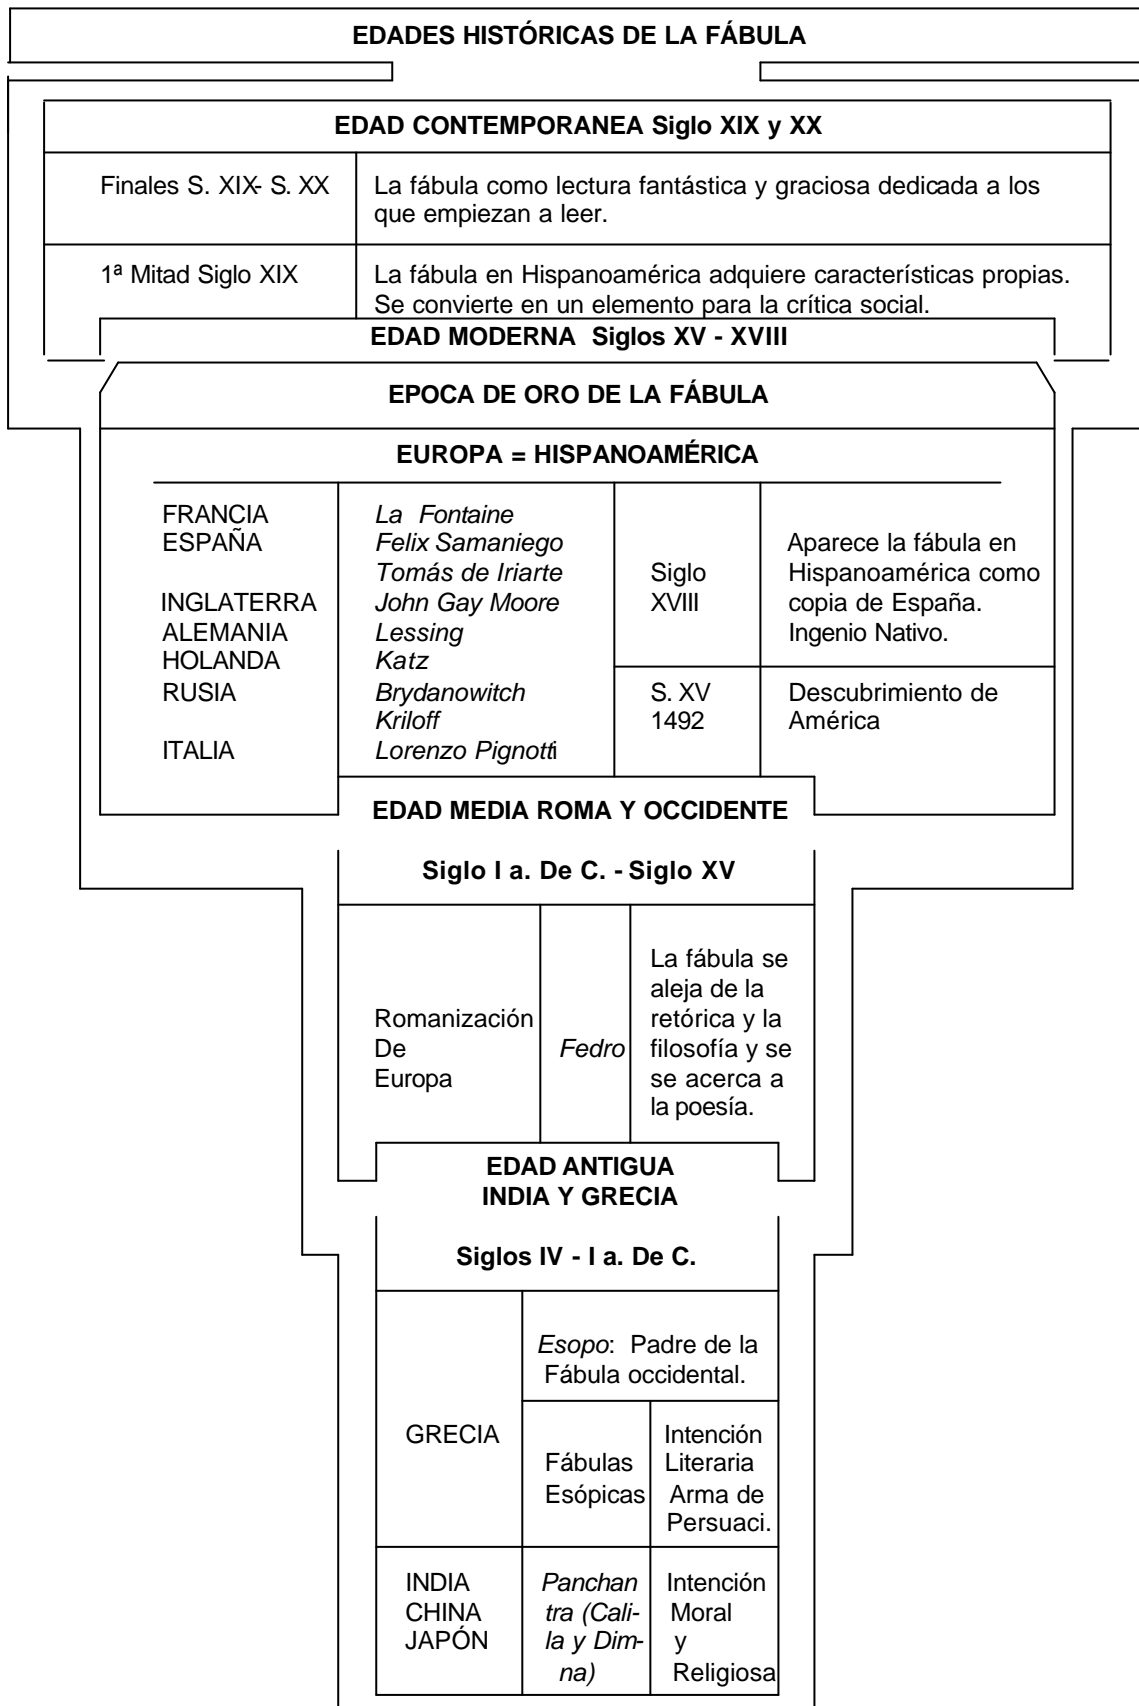 EDADES HISTÓRICAS DE LA FÁBULA
EDAD CONTEMPORANEA Siglo XIX y XX
Finales S. XIX- S. XX
La fábula como lectura fantástica y graciosa dedicada a los
que empiezan a leer.
1ª Mitad Siglo XIX
La fábula en Hispanoamérica adquiere características propias.
Se convierte en un elemento para la crítica social.
EDAD MODERNA Siglos XV - XVIII
EPOCA DE ORO DE LA FÁBULA
EUROPA = HISPANOAMÉRICA
FRANCIA La Fontaine
ESPAÑA Felix Samaniego
Tomás de Iriarte
INGLATERRA John Gay Moore
ALEMANIA Lessing
HOLANDA Katz
RUSIA Brydanowitch
Kriloff
ITALIA Lorenzo Pignotti
Siglo
XVIII
Aparece la fábula en
Hispanoamérica como
copia de España.
Ingenio Nativo.
S. XV
1492
Descubrimiento de
América
EDAD MEDIA ROMA Y OCCIDENTE
Siglo I a. De C. - Siglo XV
Romanización
De
Europa
Fedro
La fábula se
aleja de la
retórica y la
filosofía y se
se acerca a
la poesía.
EDAD ANTIGUA
INDIA Y GRECIA
Siglos IV - I a. De C.
GRECIA
Esopo: Padre de la
Fábula occidental.
Fábulas
Esópicas
Intención
Literaria
Arma de
Persuaci.
INDIA
CHINA
JAPÓN
Panchan
tra (Cali-
la y Dim-
na)
Intención
Moral
y
Religiosa